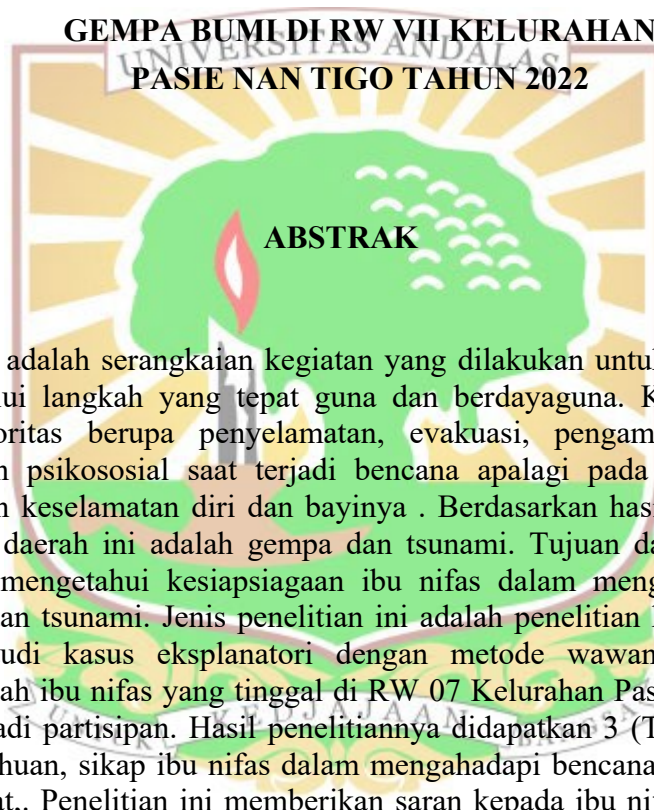 GEMPA BUMI DI RW VII KELURAHAN
UNIVERSITAS ANDALAS
PASIE NAN TIGO TAHUN 2022
ABSTRAK
adalah serangkaian kegiatan yang dilakukan untuk
langkah yang tepat guna dan berdayaguna. K
berupa penyelamatan, evakuasi, pengam
psikososial saat terjadi bencana apalagi pada
keselamatan diri dan bayinya . Berdasarkan has
daerah ini adalah gempa dan tsunami. Tujuan da
mengetahui kesiapsiagaan ibu nifas dalam meng
an tsunami. Jenis penelitian ini adalah penelitian
udi kasus eksplanatori dengan metode wawan
ah ibu nifas yang tinggal di RW 07 Kelurahan Pas
adi partisipan. Hasil penelitiannya didapatkan 3 (T
UNTUK KEDJAJAAN BANGSA
huan, sikap ibu nifas dalam mengahadapi bencana
at,. Penelitian ini memberikan saran kepada ibu ni